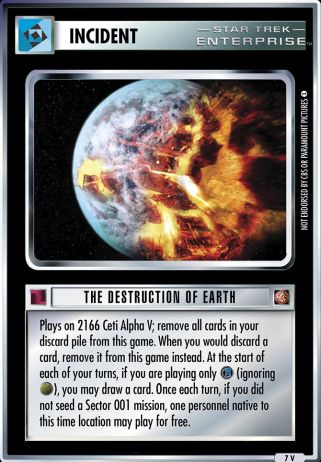 INCIDENT
STAR TREK
ENTERPRISE™
NOT ENDORSED BY CBS OR PARAMOUNT PICTURES
THE DESTRUCTION OF EARTH
Plays on 2166 Ceti Alpha V; remove all cards in your
discard pile from this game. When you would discard a
card, remove it from this game instead. At the start of
each of your turns, if you are playing only (ignoring
), you may draw a card. Once each turn, if you did
not seed a Sector 001 mission, one personnel native to
this time location may play for free.
7 V